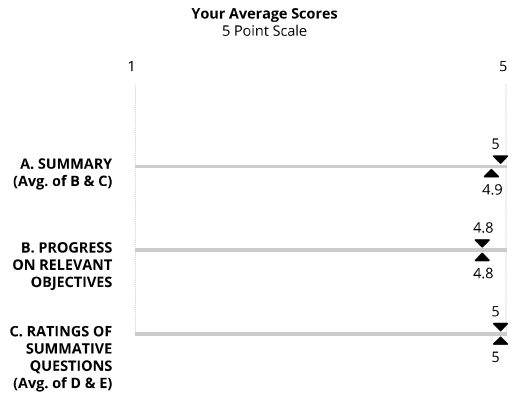 Your Average Scores
5 Point Scale
1
5
5
A. SUMMARY
(Avg. of B & C)
4.9
4.8
B. PROGRESS
ON RELEVANT
OBJECTIVES
4.8
5
C. RATINGS OF
SUMMATIVE
QUESTIONS
(Avg. of D & E)
5